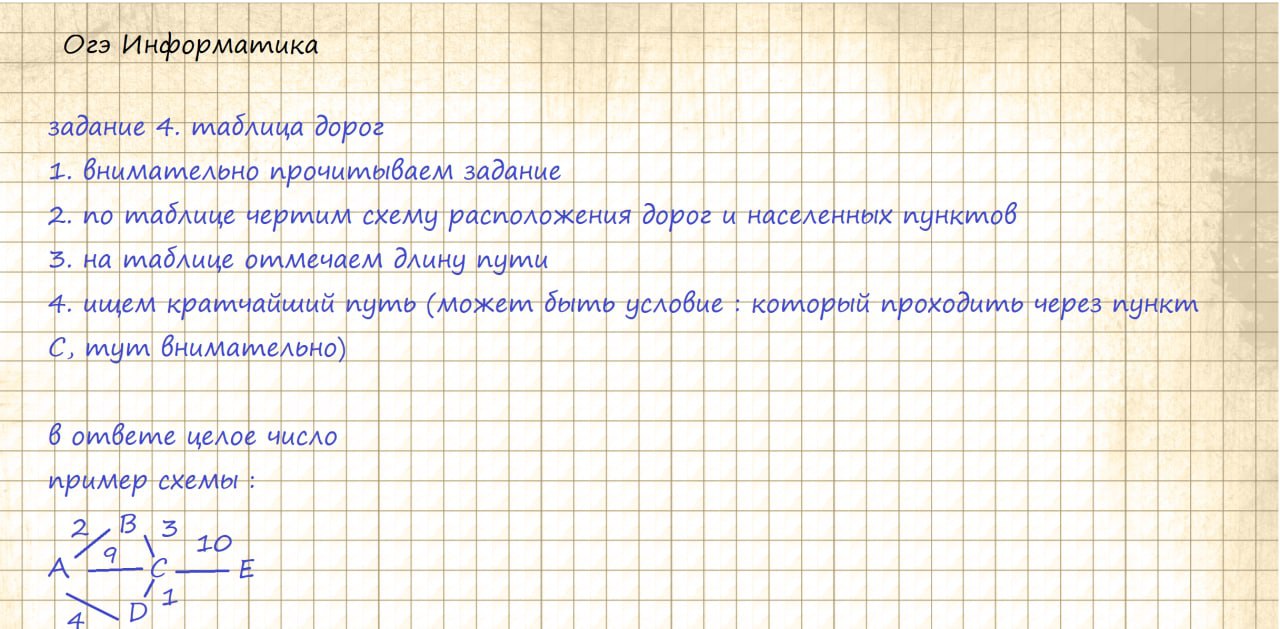 Огэ Информатика
задание 4. таблица дорог
1. внимательно прочитываем задание
2. по таблице чертим схему расположения дорог и населенных пунктов
3. на таблице отмечаем длину пути
4. ищем кратчайший путь (может быть условие : который проходить через пункт
С, тут внимательно)
в ответе целое число
пример схемы :
2 B 3
9 10
A C E
1
4 D